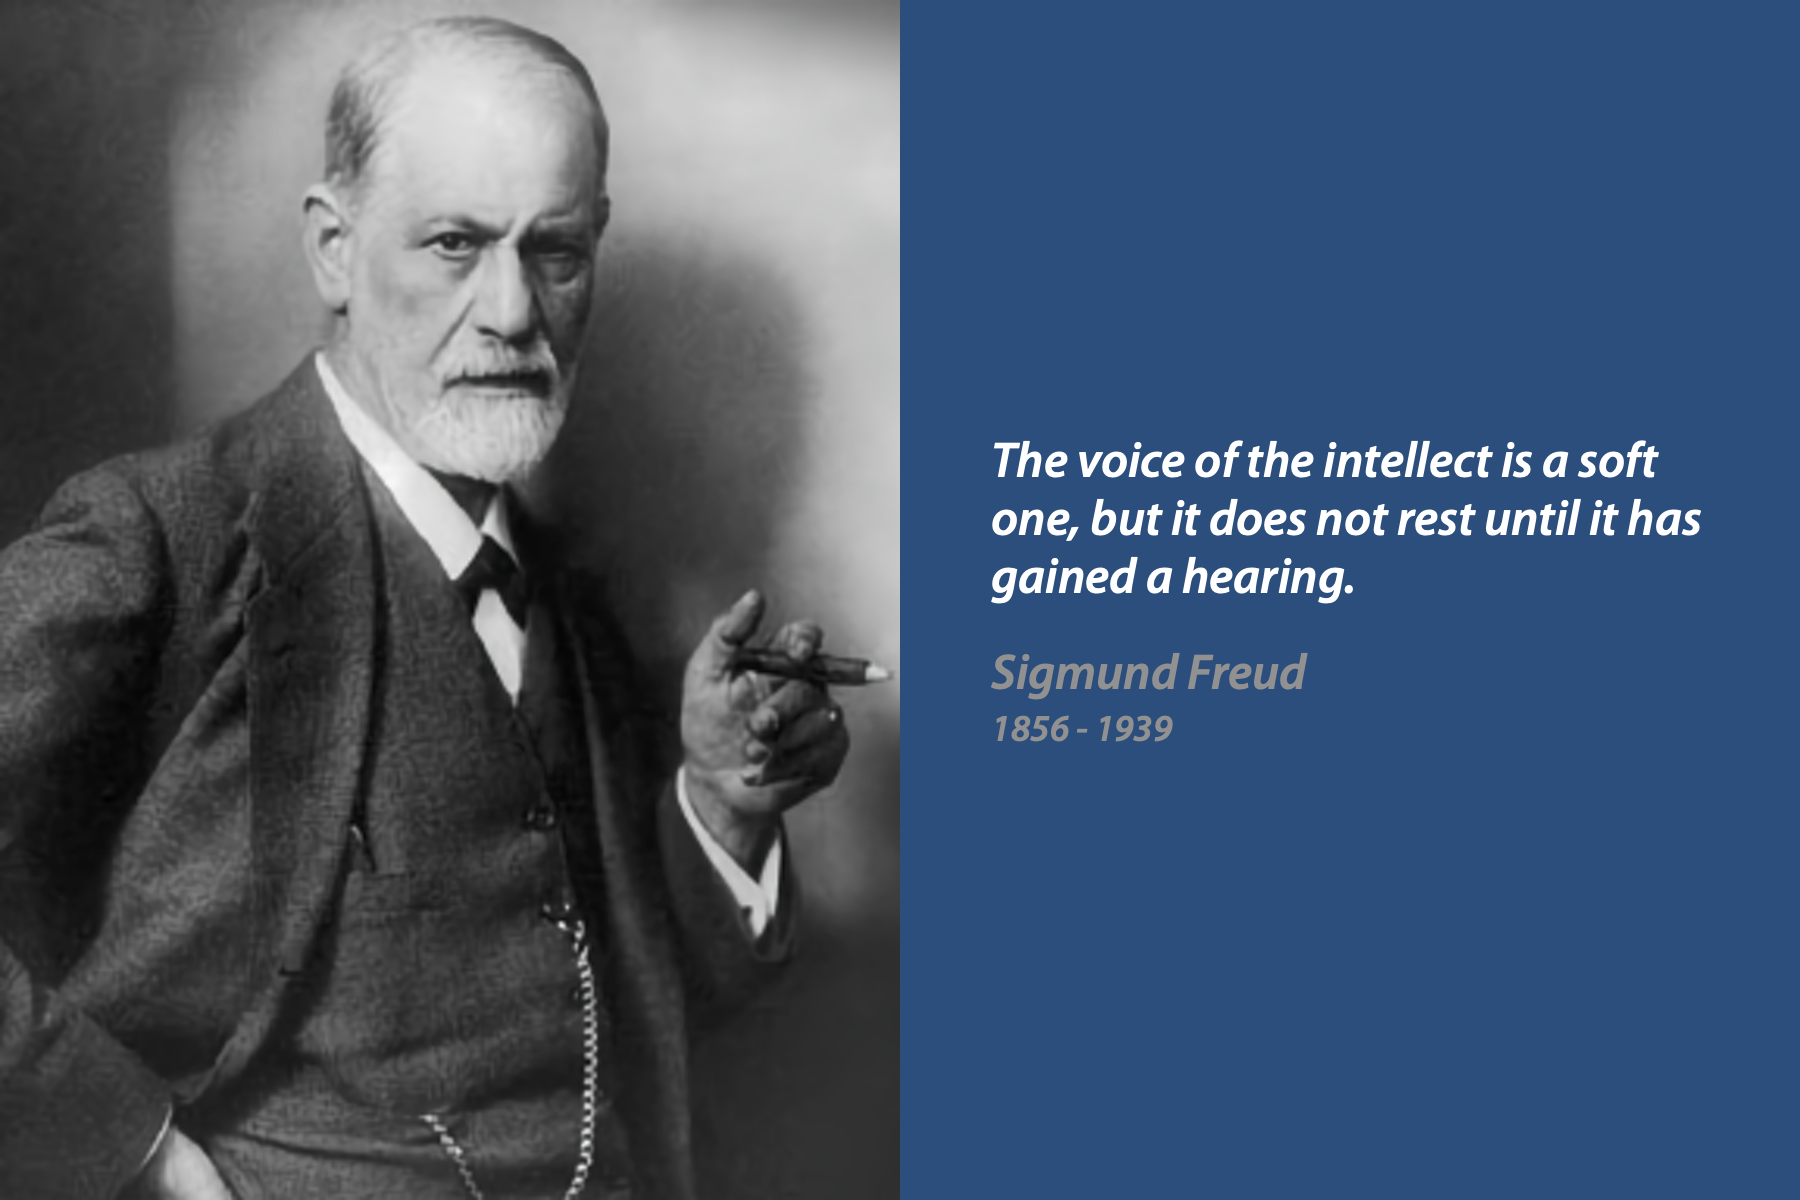 The voice of the intellect is a soft
one, but it does not rest until it has
gained a hearing.
Sigmund Freud
1856 - 1939